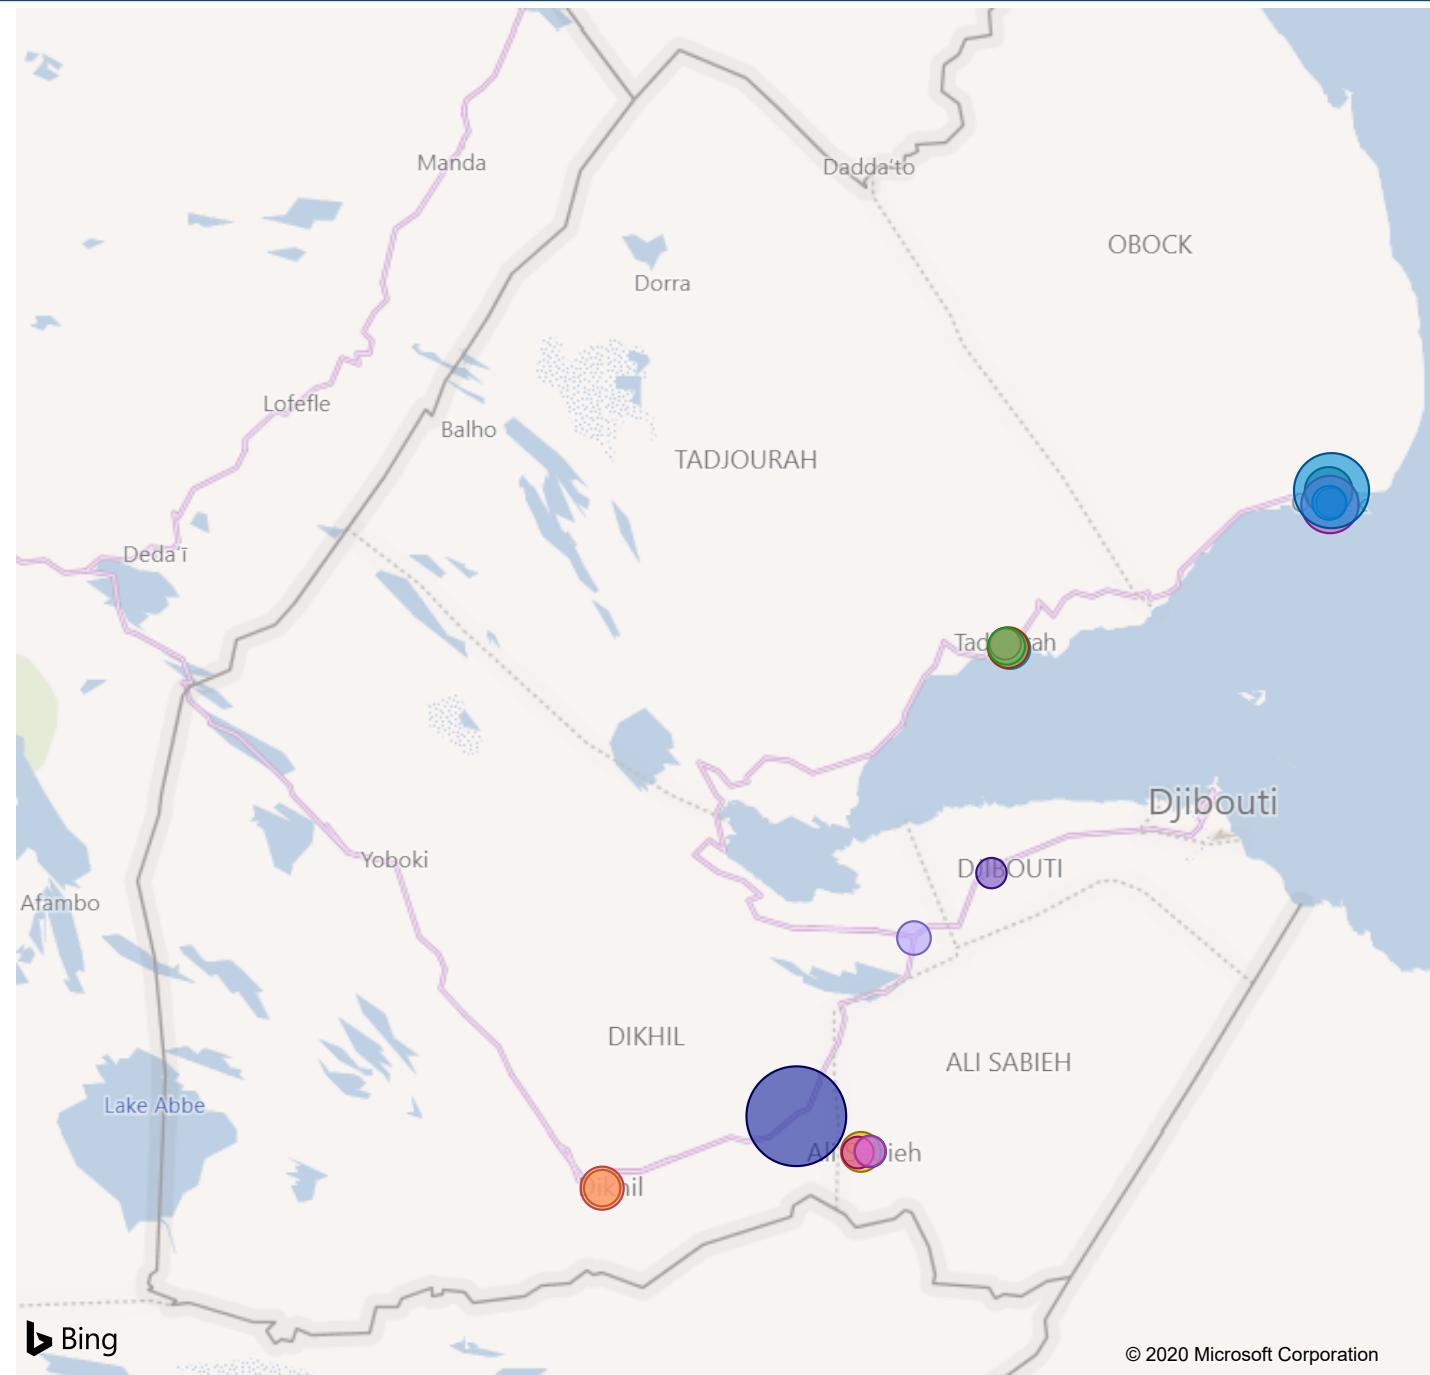 Manda
Dadda'to
OBOCK
Dorra
Lofefle
Balho
TADJOURAH
Deda'ī
Djibouti
Yoboki
DJIBOUTI
Afambo
DIKHIL
ALI SABIEH
Lake Abbe
Bing
© 2020 Microsoft Corporation